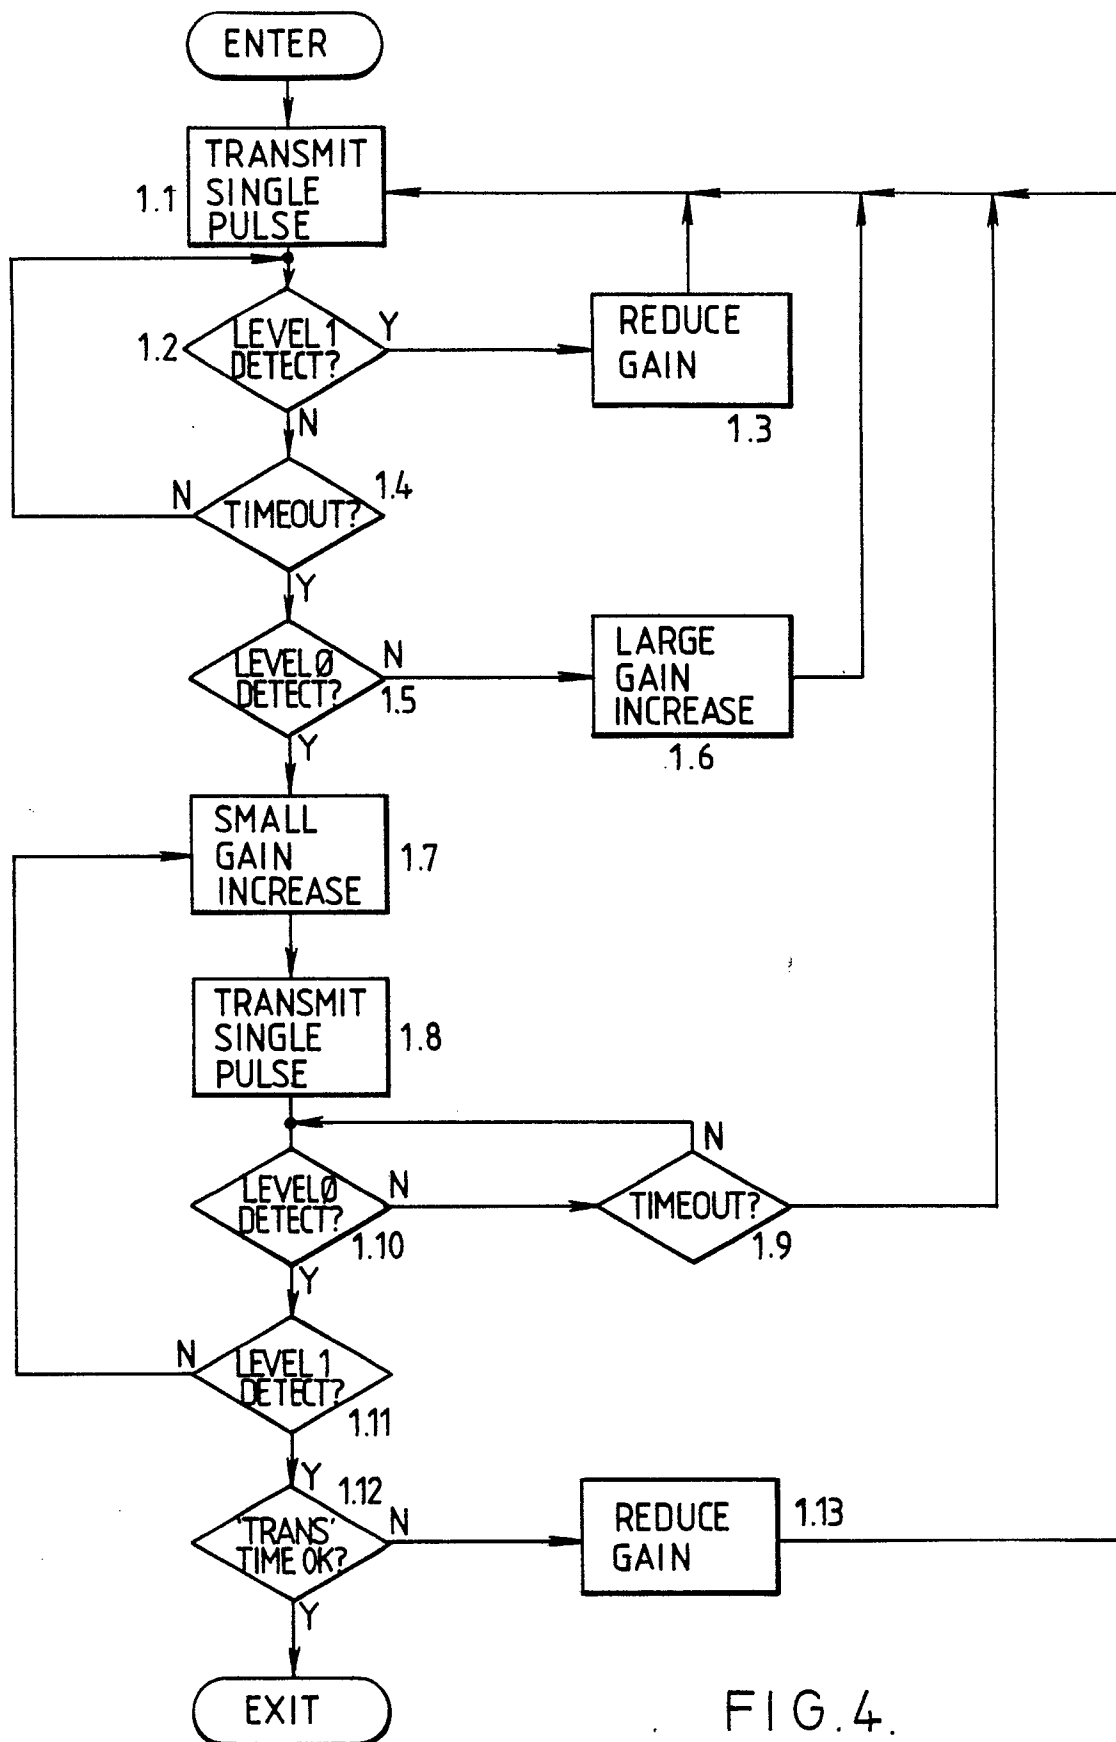 ENTER
TRANSMIT
SINGLE
PULSE
1.1
LEVEL 1
DETECT?
1.2
Y
N
REDUCE
GAIN
1.3
TIMEOUT?
1.4
N
Y
LEVEL Ø
DETECT?
1.5
N
Y
LARGE
GAIN
INCREASE
1.6
SMALL
GAIN
INCREASE
1.7
TRANSMIT
SINGLE
PULSE
1.8
LEVEL Ø
DETECT?
1.10
N
Y
TIMEOUT?
1.9
N
LEVEL 1
DETECT?
1.11
N
Y
'TRANS'
TIME OK?
1.12
N
Y
REDUCE
GAIN
1.13
EXIT
FIG.4.